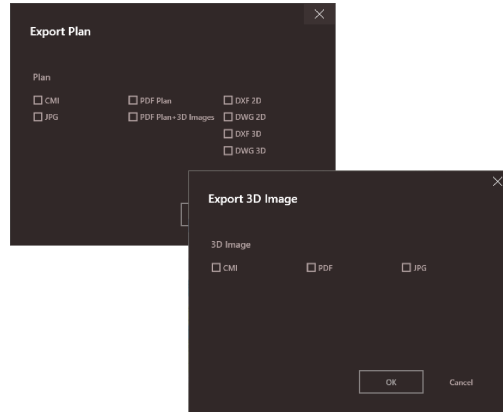 Export Plan
Plan
CMI PDF Plan DXF 2D
JPG PDF Plan+3D Images DWG 2D
DXF 3D
DWG 3D
Export 3D Image
3D Image
CMI PDF JPG
OK Cancel